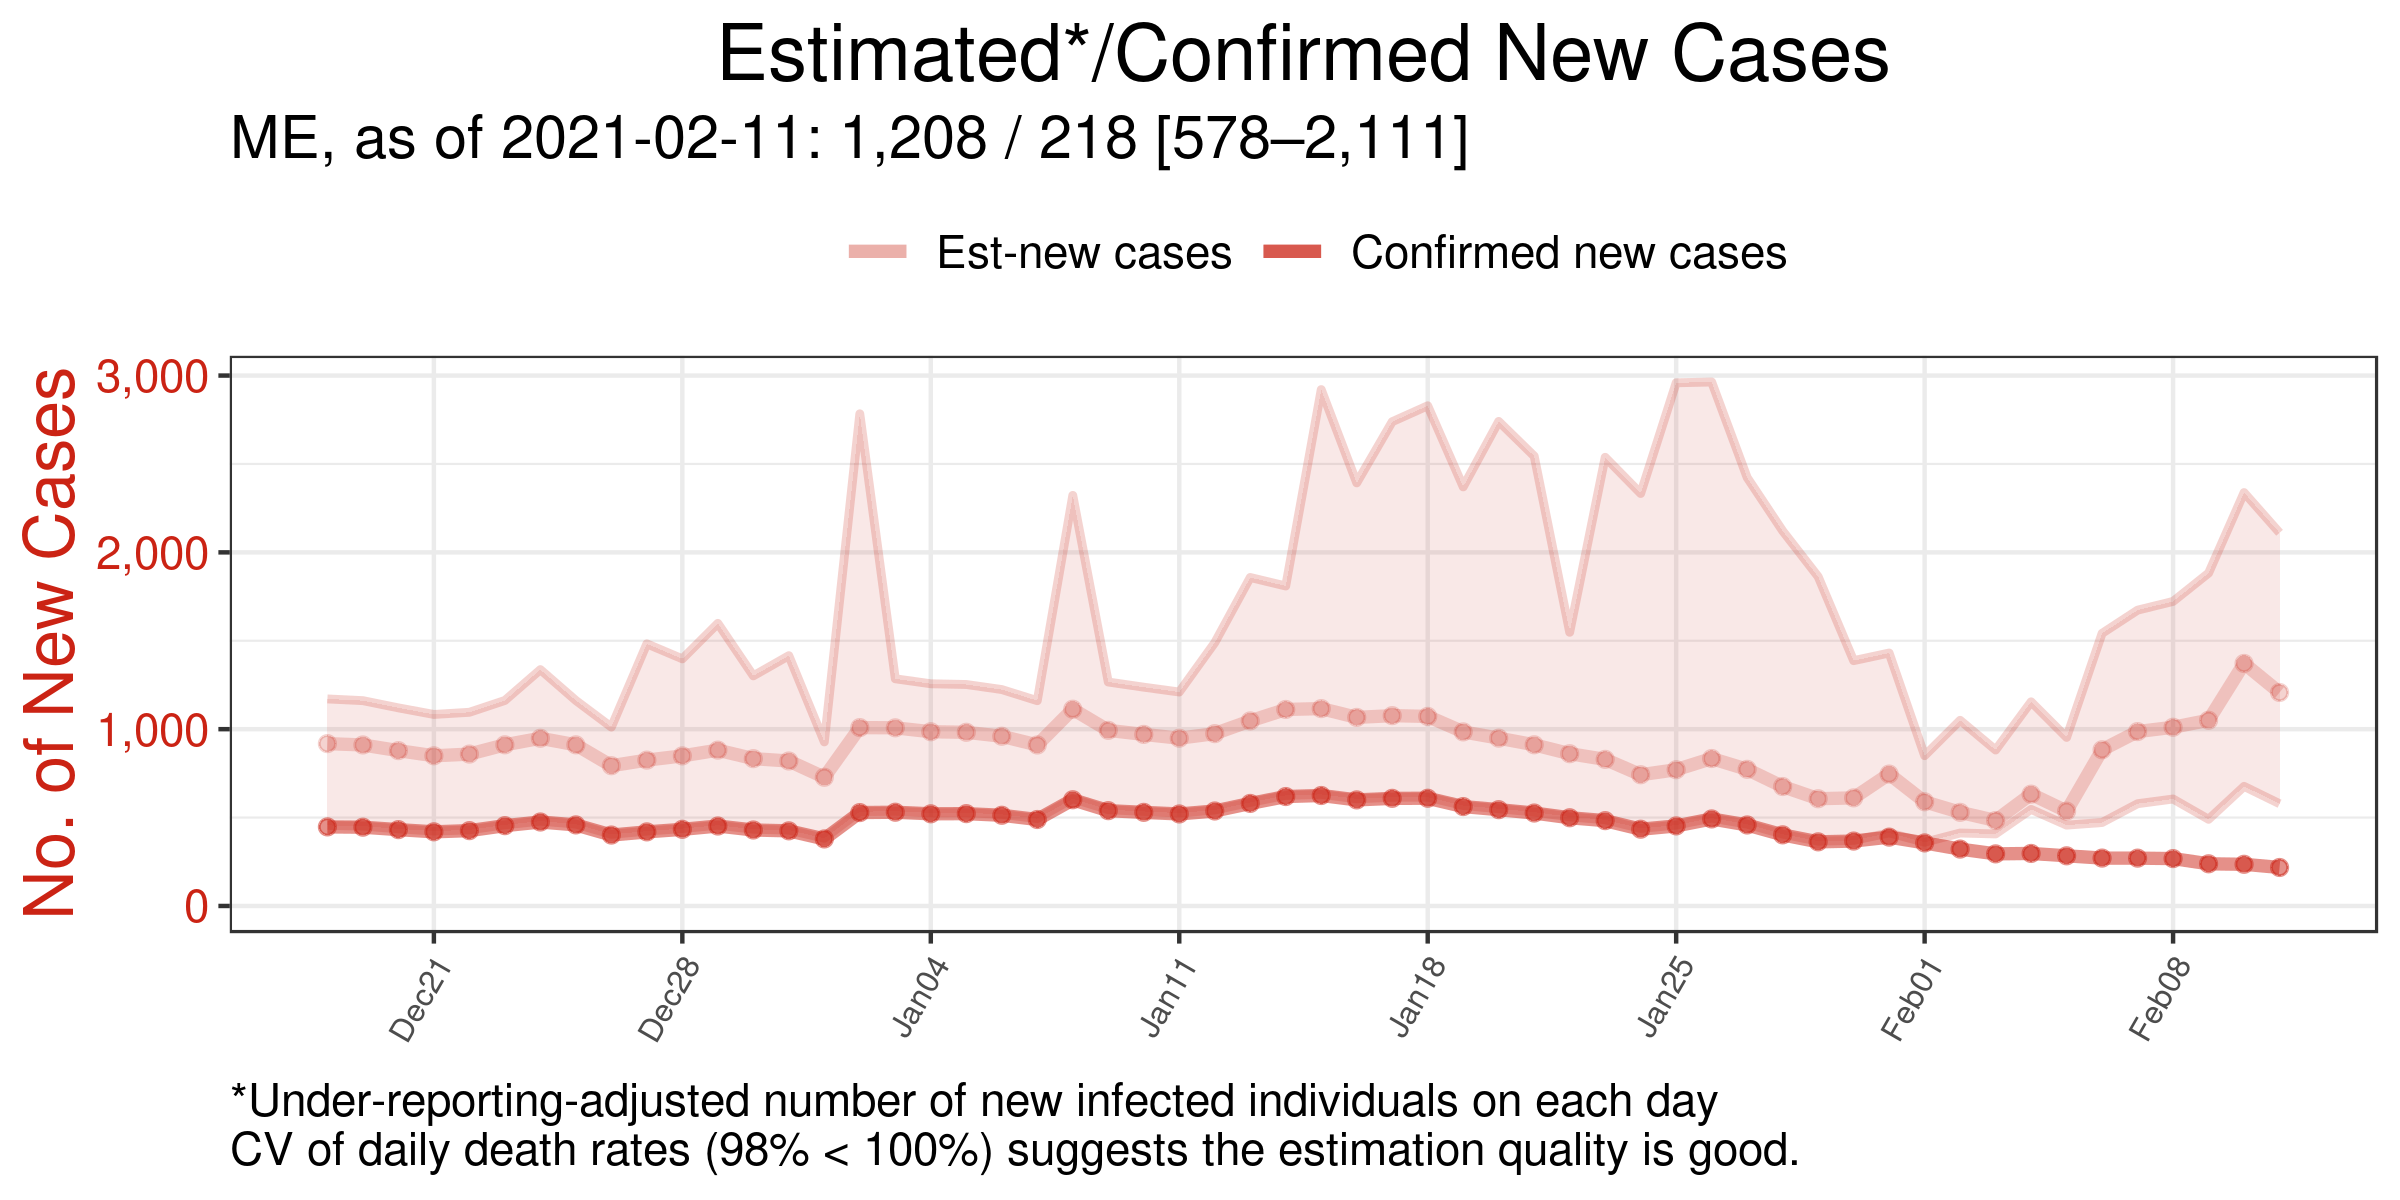 Estimated*/Confirmed New Cases
ME, as of 2021-02-11: 1,208 / 218 [578–2,111]
Est-new cases
Confirmed new cases
No. of New Cases
3,000
2,000
1,000
0
Dec21
Dec28
Jan04
Jan11
Jan18
Jan25
Feb01
Feb08
*Under-reporting-adjusted number of new infected individuals on each day
CV of daily death rates (98% < 100%) suggests the estimation quality is good.